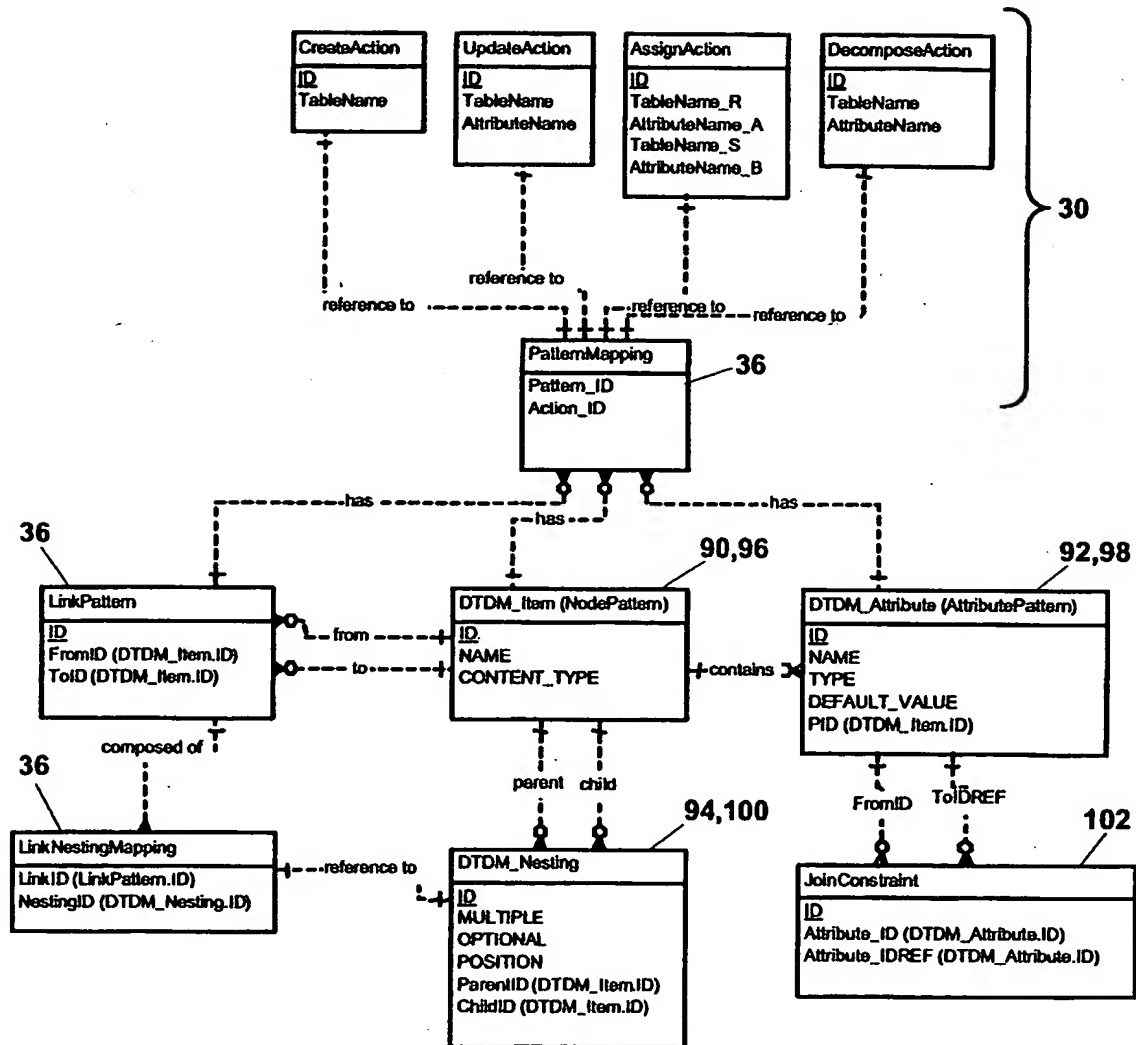 CreateAction
ID
TableName
UpdateAction
ID
TableName
AttributeName
AssignAction
ID
TableName_R
AttributeName_A
TableName_S
AttributeName_B
DecomposeAction
ID
TableName
AttributeName
30
reference to
reference to
reference to
reference to
PatternMapping
Pattern_ID
Action_ID
36
has
has
has
36
LinkPattern
ID
FromID (DTDM_Item.ID)
ToID (DTDM_Item.ID)
from
to
90,96
DTDM_Item (NodePattern)
ID
NAME
CONTENT_TYPE
contains
92,98
DTDM_Attribute (AttributePattern)
ID
NAME
TYPE
DEFAULT_VALUE
PID (DTDM_Item.ID)
composed of
parent
child
FromID
ToIDREF
36
LinkNestingMapping
LinkID (LinkPattern.ID)
NestingID (DTDM_Nesting.ID)
reference to
94,100
DTDM_Nesting
ID
MULTIPLE
OPTIONAL
POSITION
ParentID (DTDM_Item.ID)
ChildID (DTDM_Item.ID)
102
JoinConstraint
ID
Attribute_ID (DTDM_Attribute.ID)
Attribute_IDREF (DTDM_Attribute.ID)